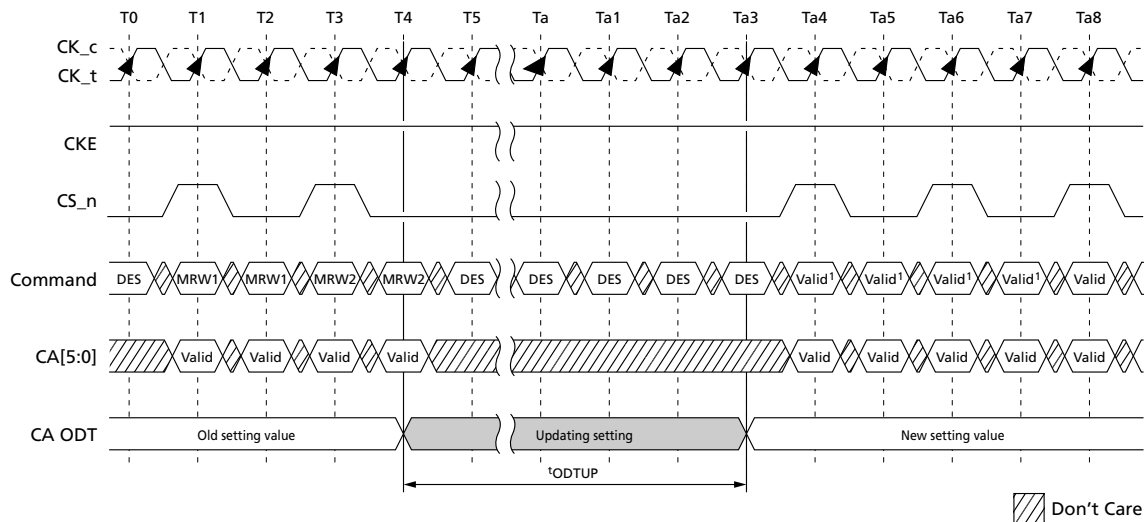 T0 T1 T2 T3 T4 T5 Ta Ta1 Ta2 Ta3 Ta4 Ta5 Ta6 Ta7 Ta8
CK_c
CK_t
CKE
CS_n
Command DES MRW1 MRW1 MRW2 MRW2 DES DES DES DES DES Valid¹ Valid¹ Valid¹ Valid¹ Valid
CA[5:0] Valid Valid Valid Valid Valid Valid Valid Valid Valid
CA ODT Old setting value Updating setting New setting value
ᵗODTUP
Don't Care